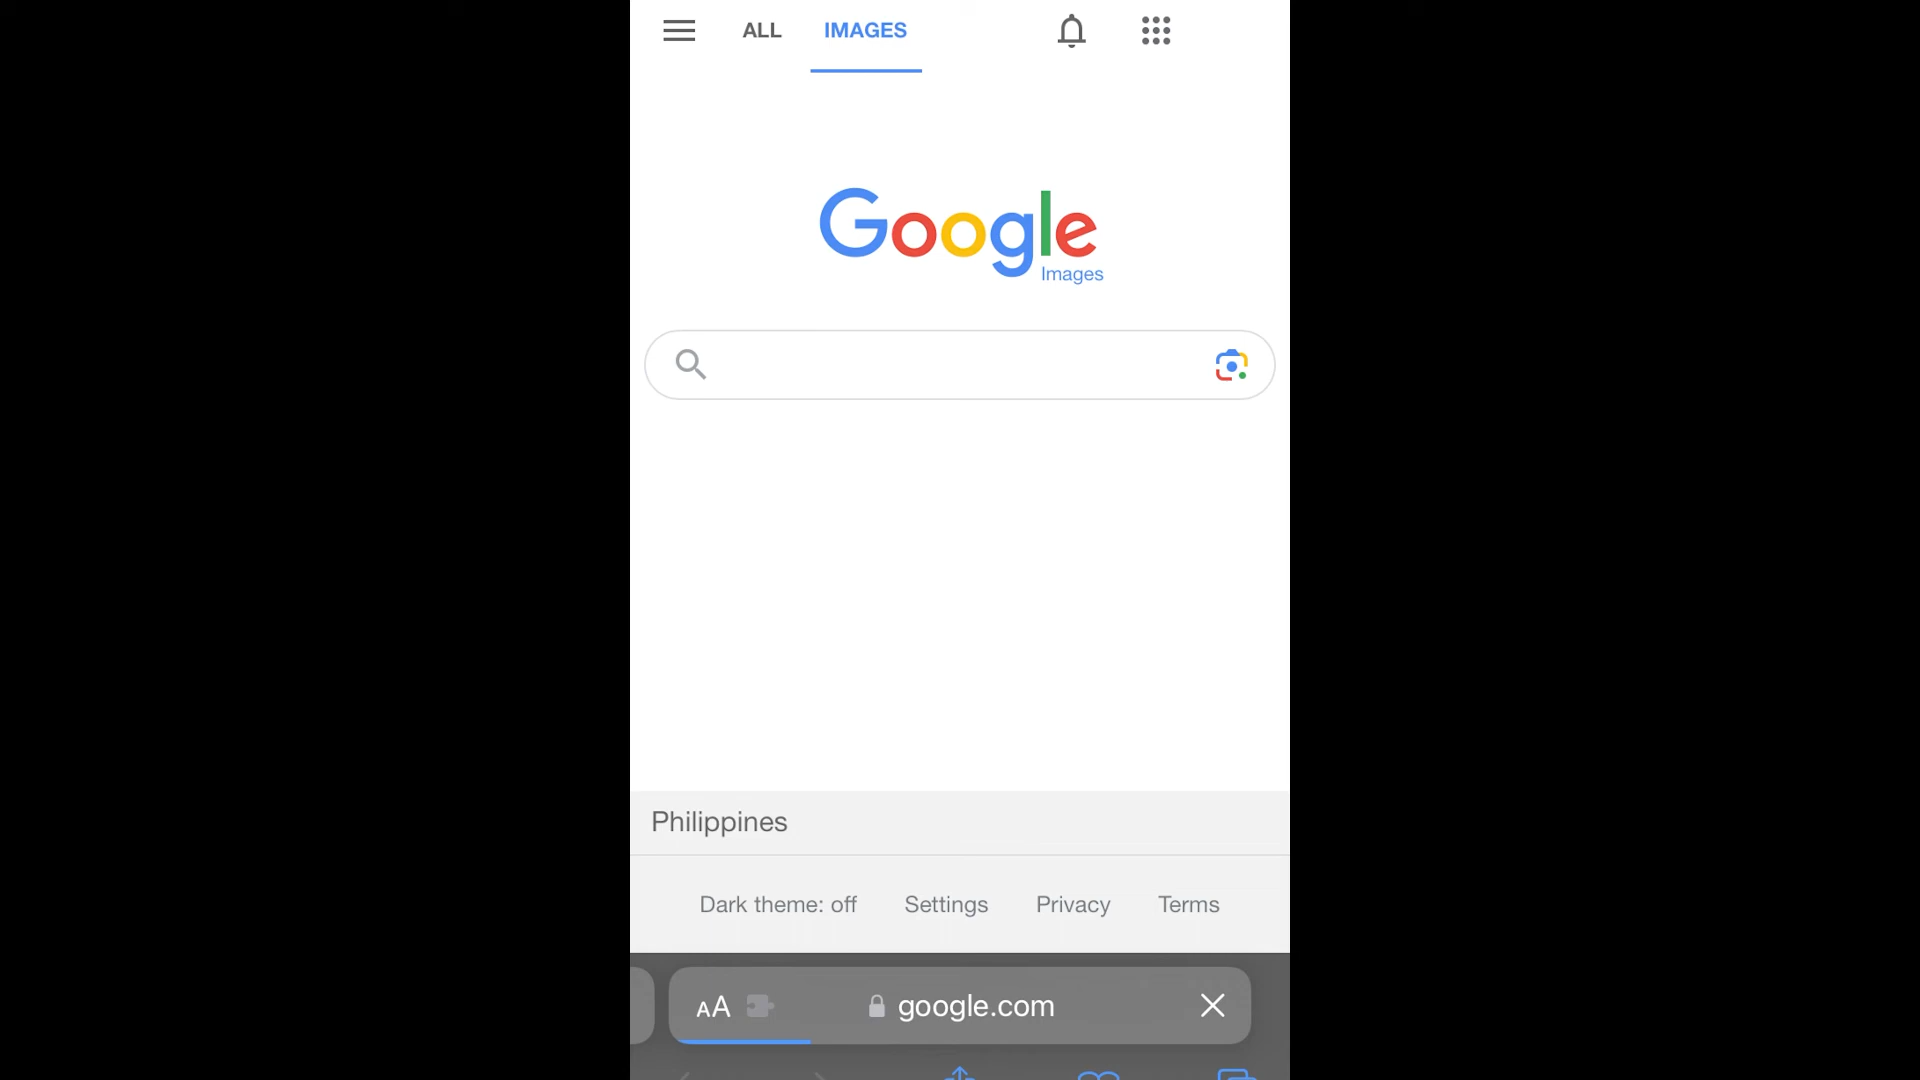 ALL IMAGES
Google
Images
Philippines
Dark theme: off Settings Privacy Terms
AA google.com